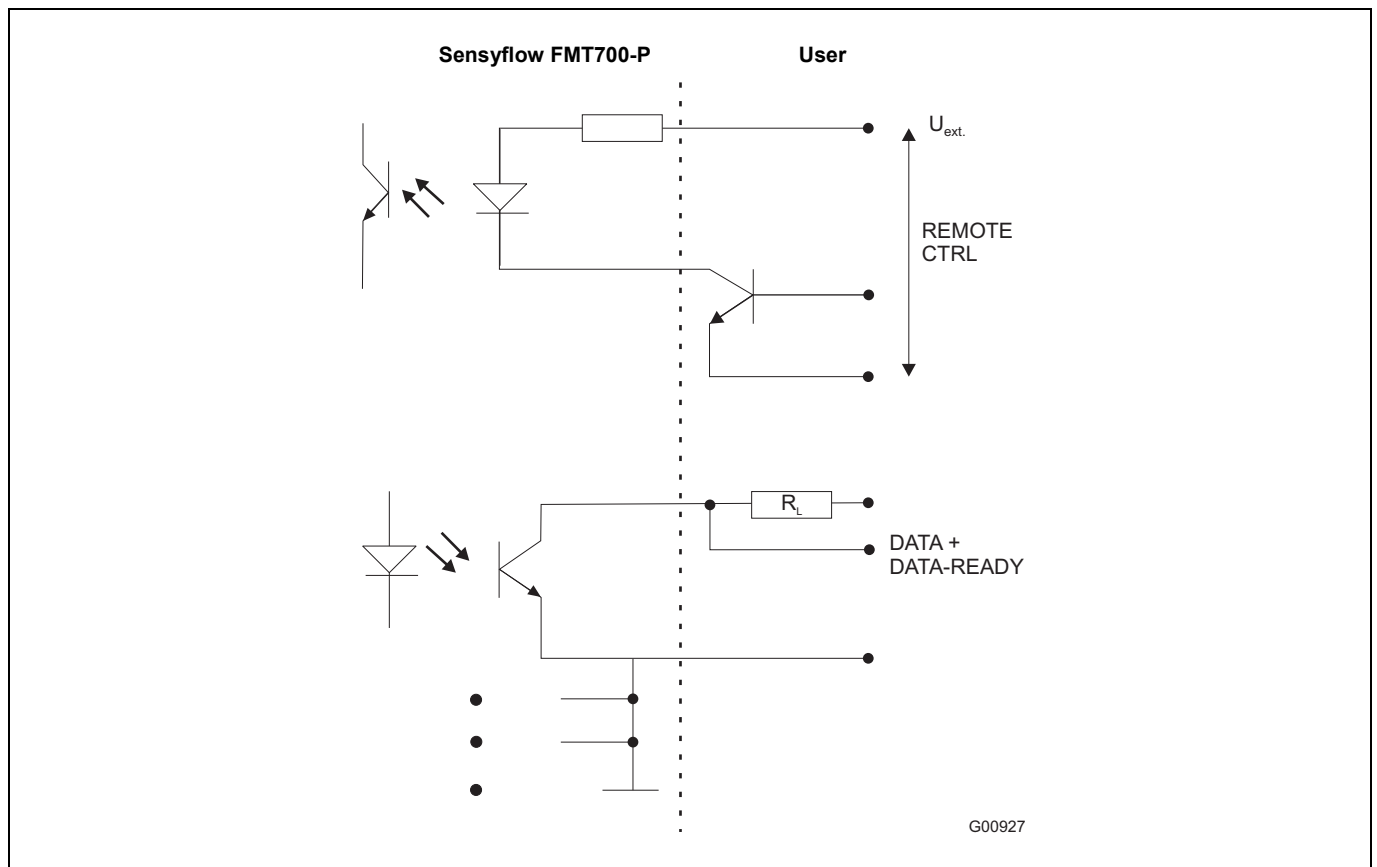 Sensyflow FMT700-P
User
Uext.
REMOTE
CTRL
RL
DATA +
DATA-READY
G00927